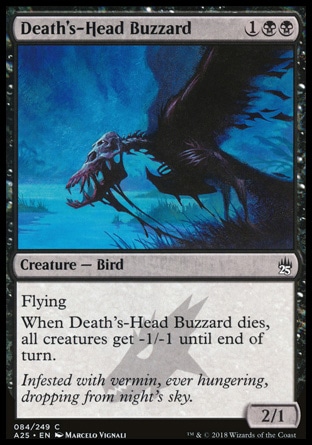 Death's-Head Buzzard 1
Creature — Bird
25
Flying
When Death's-Head Buzzard dies,
all creatures get -1/-1 until end of
turn.
Infested with vermin, ever hungering,
dropping from night's sky.
2/1
084/249 C
A25 • EN Marcelo Vignali
™ & © 2018 Wizards of the Coast